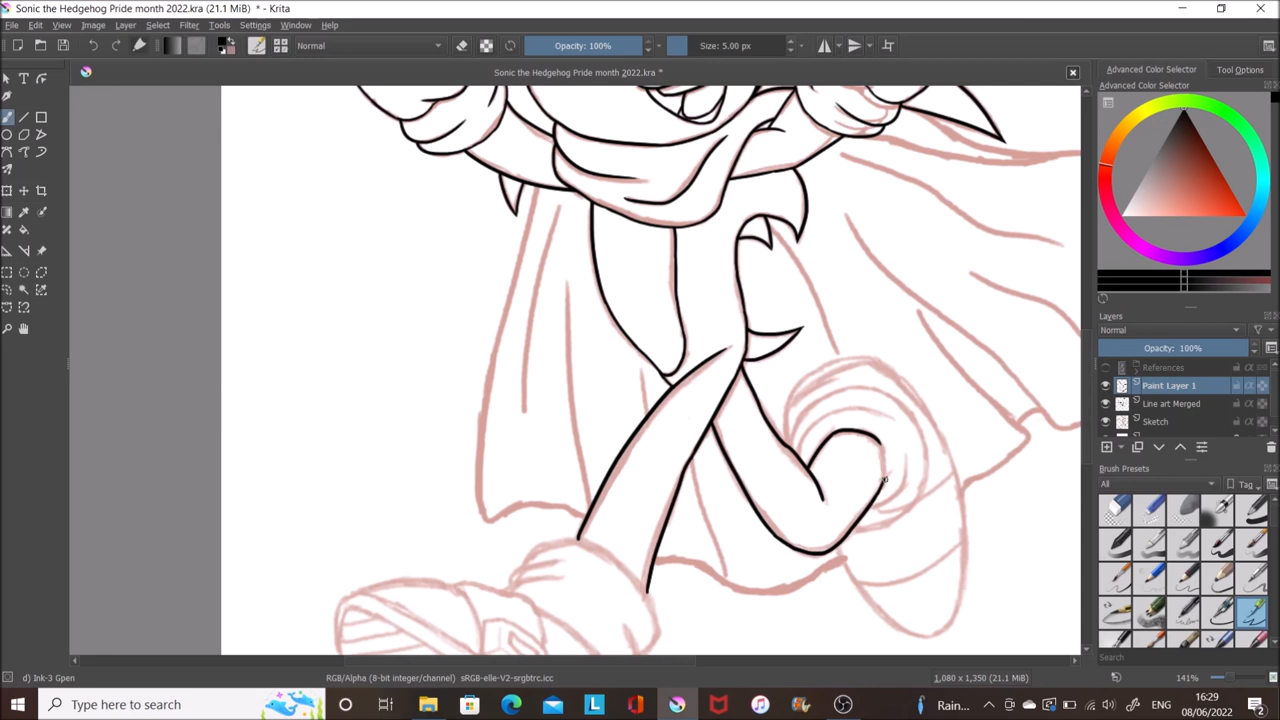 Sonic the Hedgehog Pride month 2022.kra (21.1 MiB) * - Krita
File Edit View Image Layer Select Filter Tools Settings Window Help
Normal
Opacity: 100%
Size: 5.00 px
Sonic the Hedgehog Pride month 2022.kra *
Advanced Color Selector
Tool Options
Advanced Color Selector
Layers
Normal
Opacity: 100%
References
Paint Layer 1
Line art Merged
Sketch
Brush Presets
All
Tag
Search
d) Ink-3 Gpen
RGB/Alpha (8-bit integer/channel) sRGB-elle-V2-srgbtrc.icc
1,080 x 1,350 (21.1 MiB)
141%
Type here to search
Rain...
ENG
16:29
08/06/2022
2